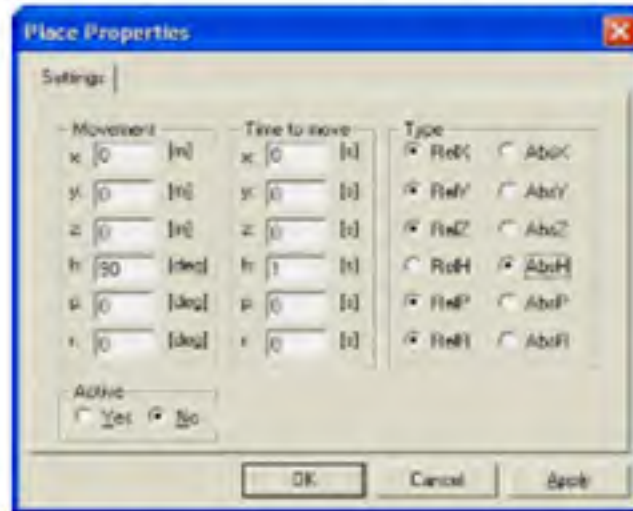 Place Properties
Settings
Movement Time to move Type
x: 0 [m] x: 0 [s] RelX AbsX
y: 0 [m] y: 0 [s] RelY AbsY
z: 0 [m] z: 0 [s] RelZ AbsZ
h: 90 [deg] h: 1 [s] RelH AbsH
p: 0 [deg] p: 0 [s] RelP AbsP
r: 0 [deg] r: 0 [s] RelR AbsR
Active
Yes No
OK Cancel Apply